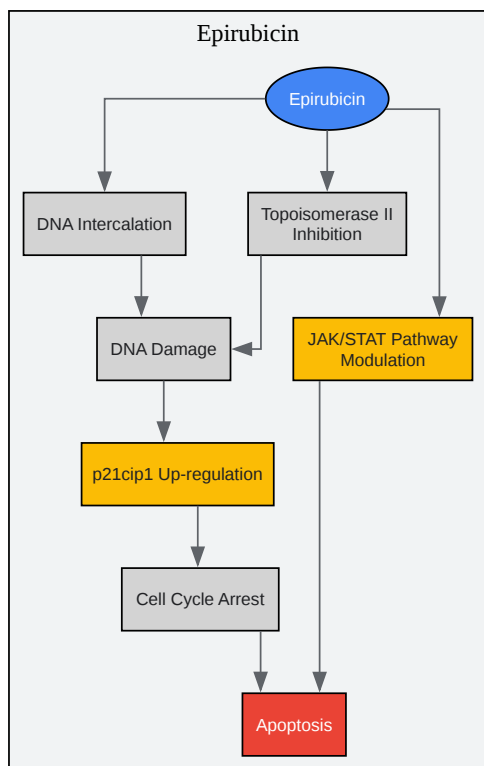 Epirubicin
Epirubicin
DNA Intercalation
Topoisomerase II
Inhibition
DNA Damage
JAK/STAT Pathway
Modulation
p21cip1 Up-regulation
Cell Cycle Arrest
Apoptosis